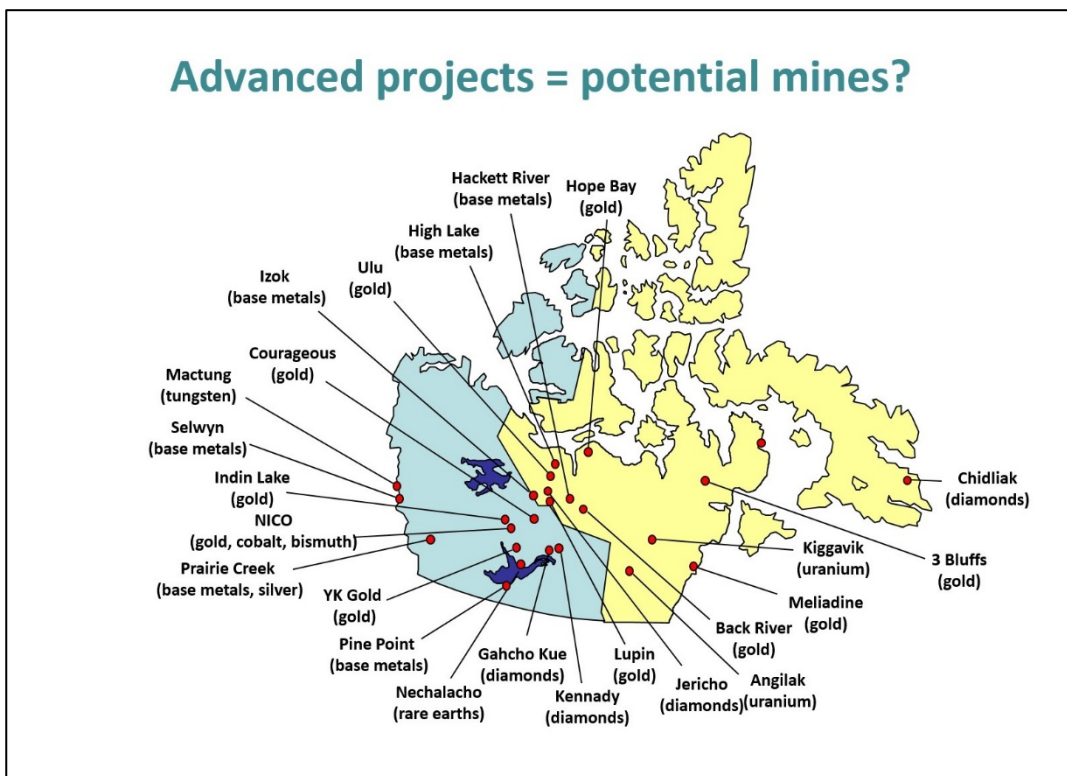 Advanced projects = potential mines?
Hackett River
(base metals)
Hope Bay
(gold)
High Lake
(base metals)
Ulu
(gold)
Izok
(base metals)
Courageous
(gold)
Mactung
(tungsten)
Selwyn
(base metals)
Indin Lake
(gold)
NICO
(gold, cobalt, bismuth)
Prairie Creek
(base metals, silver)
YK Gold
(gold)
Pine Point
(base metals)
Nechalacho
(rare earths)
Gahcho Kue
(diamonds)
Kennady
(diamonds)
Lupin
(gold)
Jericho
(diamonds)
Angilak
(uranium)
Back River
(gold)
Meliadine
(gold)
Kiggavik
(uranium)
3 Bluffs
(gold)
Chidliak
(diamonds)